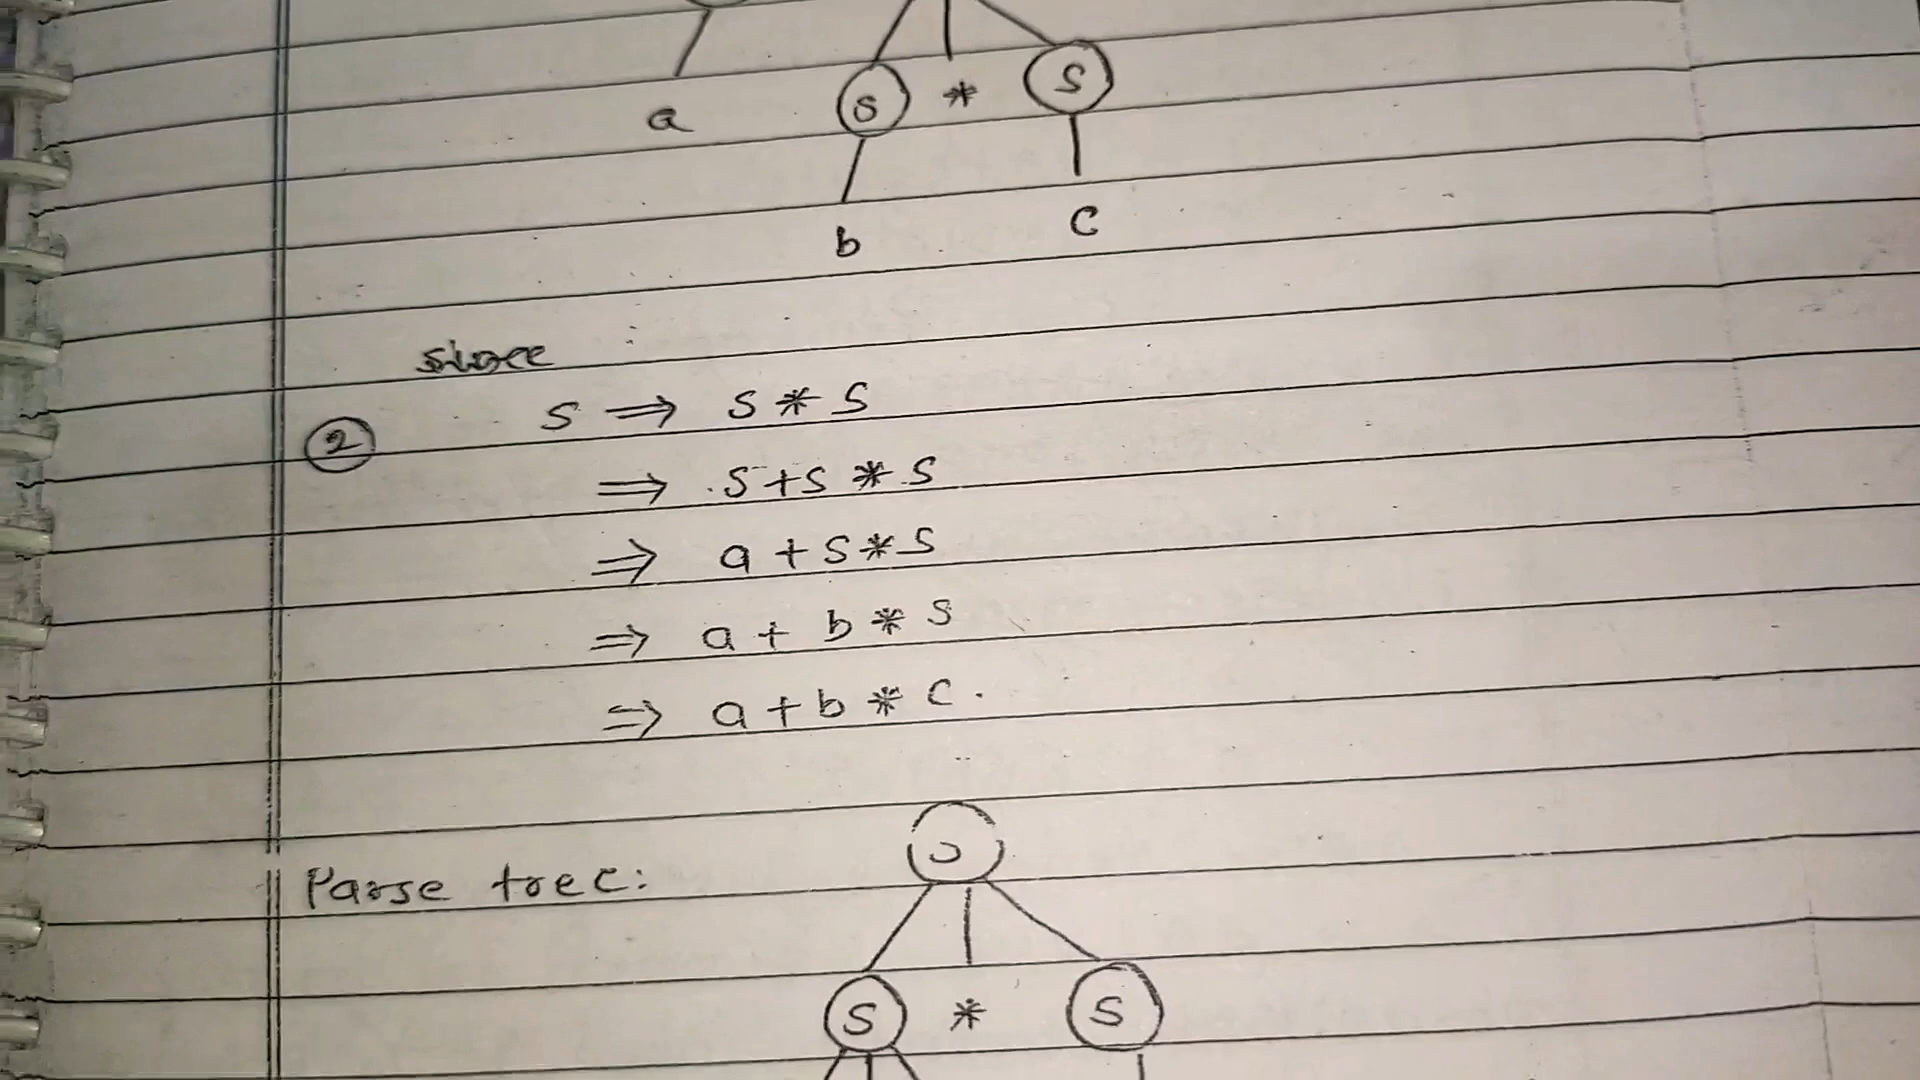 S * S
a
b C
S ⇒ S * S
②
⇒ S + S * S
⇒ a + S * S
⇒ a + b * S
⇒ a + b * C.
S
Parse tree:
S * S